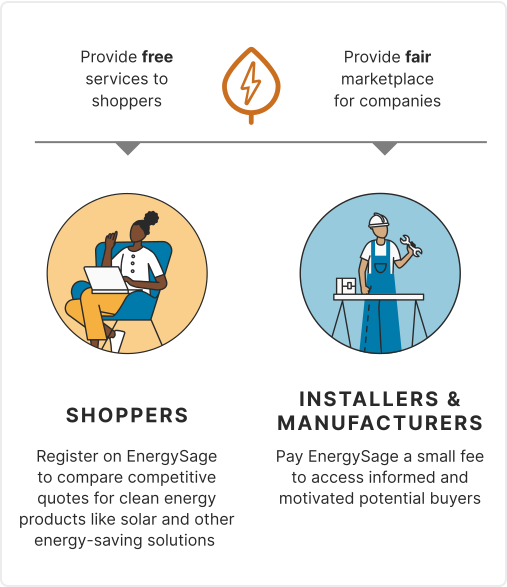 Provide free
services to
shoppers
Provide fair
marketplace
for companies
SHOPPERS
Register on EnergySage
to compare competitive
quotes for clean energy
products like solar and other
energy-saving solutions
INSTALLERS &
MANUFACTURERS
Pay EnergySage a small fee
to access informed and
motivated potential buyers